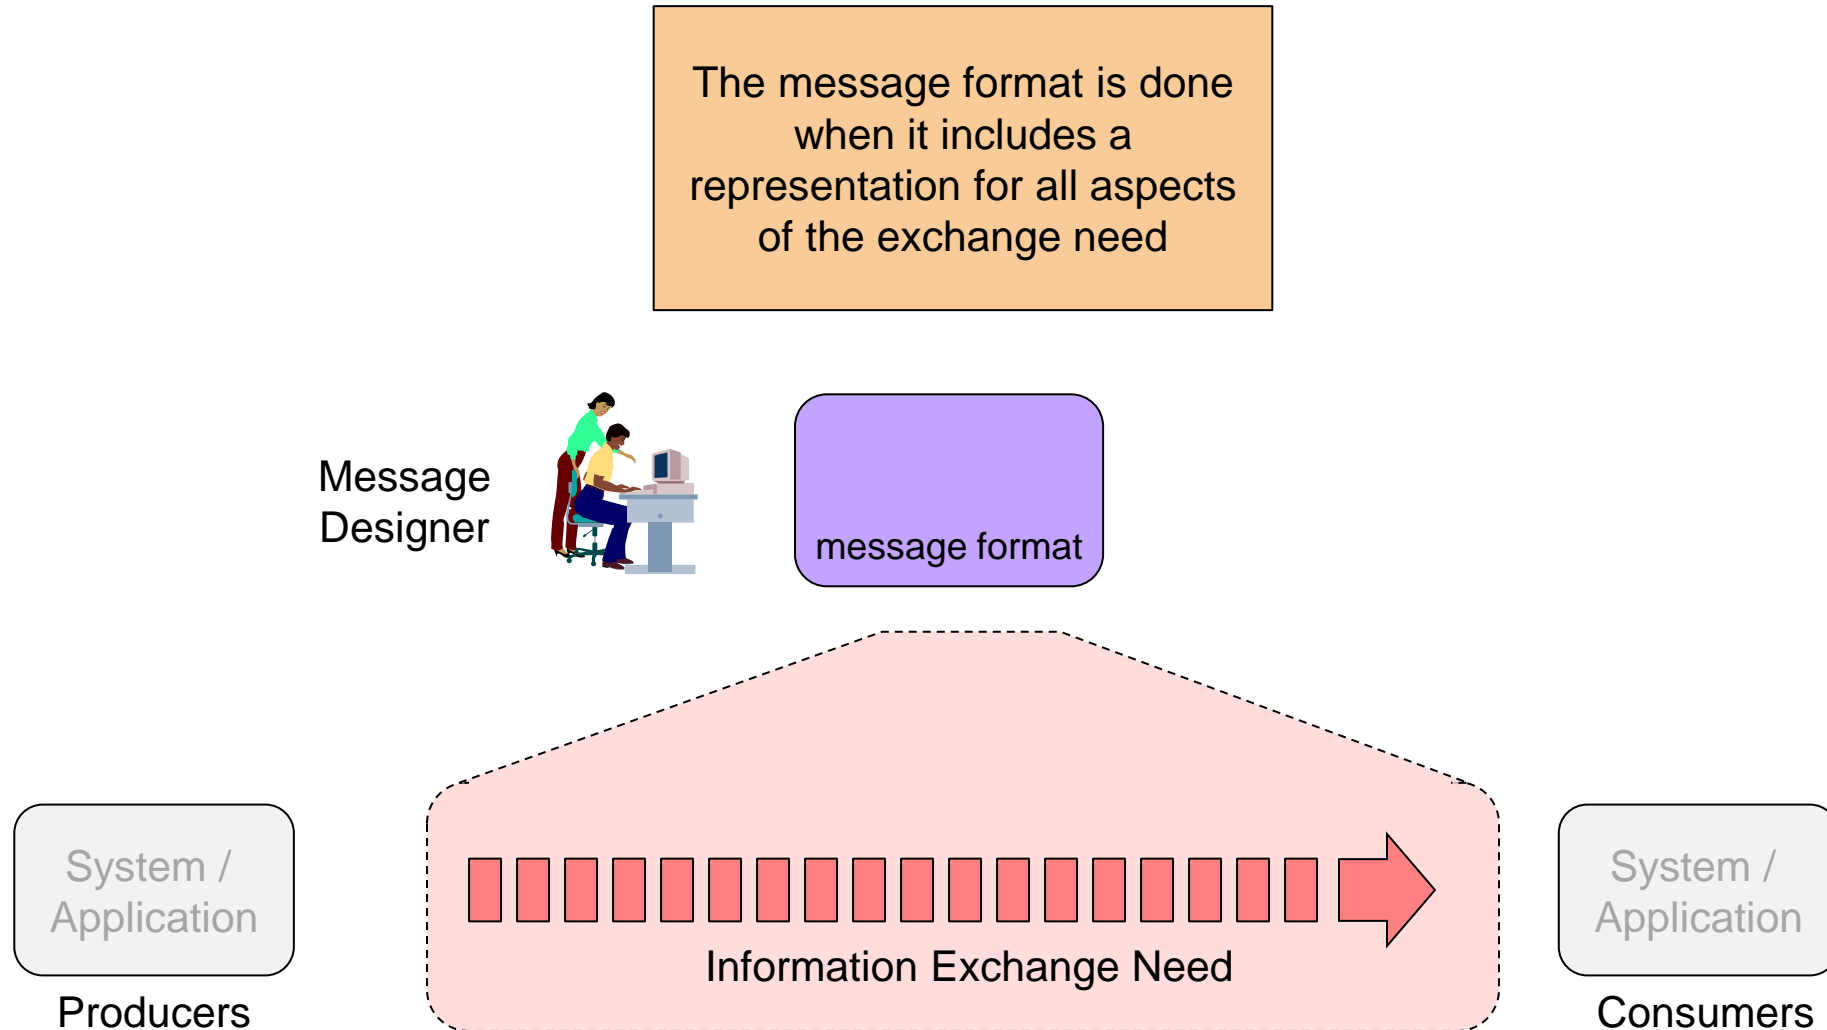 The message format is done
when it includes a
representation for all aspects
of the exchange need
Message
Designer
message format
System /
Application
Producers
Information Exchange Need
System /
Application
Consumers